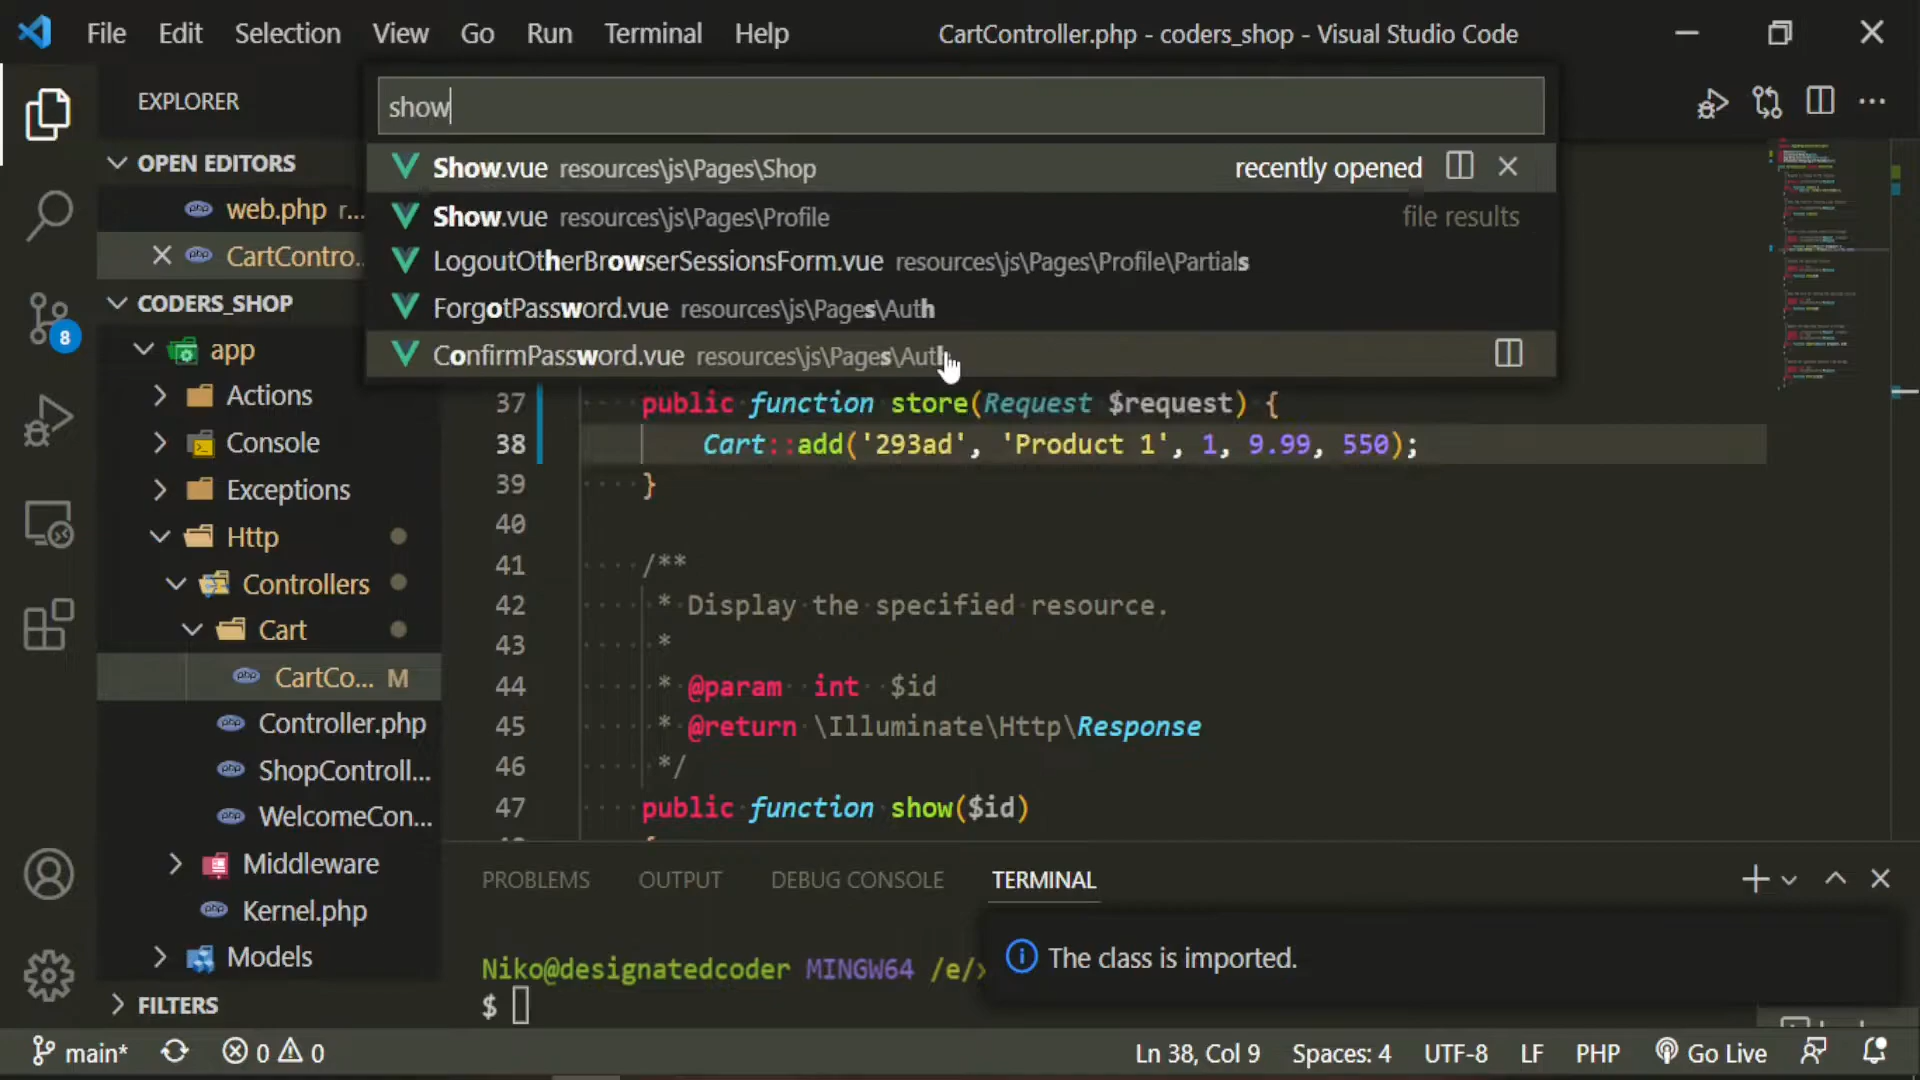 File Edit Selection View Go Run Terminal Help CartController.php - coders_shop - Visual Studio Code
show
EXPLORER
Show.vue resources\js\Pages\Shop recently opened
Show.vue resources\js\Pages\Profile file results
LogoutOtherBrowserSessionsForm.vue resources\js\Pages\Profile\Partials
ForgotPassword.vue resources\js\Pages\Auth
ConfirmPassword.vue resources\js\Pages\Auth
OPEN EDITORS
web.php r...
CartContro...
CODERS_SHOP
app
Actions
Console
Exceptions
Http
Controllers
Cart
CartCo... M
Controller.php
ShopControll...
WelcomeCon...
Middleware
Kernel.php
Models
FILTERS
8
37 public function store(Request $request) {
38 Cart::add('293ad', 'Product 1', 1, 9.99, 550);
39 }
40
41 /**
42 * Display the specified resource.
43 *
44 * @param int $id
45 * @return \Illuminate\Http\Response
46 */
47 public function show($id)
PROBLEMS OUTPUT DEBUG CONSOLE TERMINAL
Niko@designatedcoder MINGW64 /e/x
$
The class is imported.
main* 0 0 Ln 38, Col 9 Spaces: 4 UTF-8 LF PHP Go Live